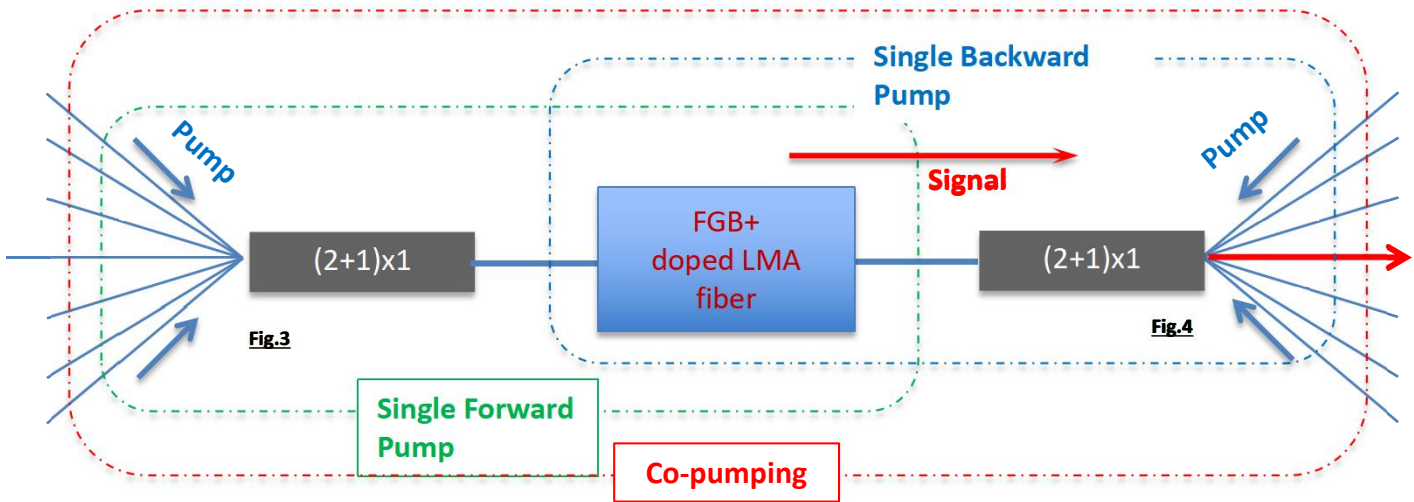 Single Backward
Pump
Pump
Pump
Signal
FGB+
doped LMA
fiber
(2+1)x1
(2+1)x1
Fig.3
Fig.4
Single Forward
Pump
Co-pumping